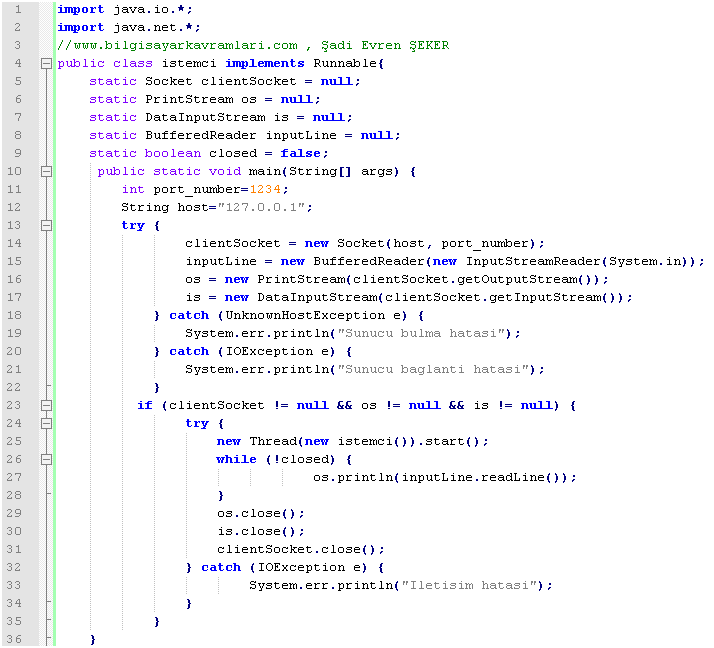 1 import java.io.*;
2 import java.net.*;
3 //www.bilgisayarkavramlari.com , Şadi Evren ŞEKER
4 public class istemci implements Runnable{
5 static Socket clientSocket = null;
6 static PrintStream os = null;
7 static DataInputStream is = null;
8 static BufferedReader inputLine = null;
9 static boolean closed = false;
10 public static void main(String[] args) {
11 int port_number=1234;
12 String host="127.0.0.1";
13 try {
14 clientSocket = new Socket(host, port_number);
15 inputLine = new BufferedReader(new InputStreamReader(System.in));
16 os = new PrintStream(clientSocket.getOutputStream());
17 is = new DataInputStream(clientSocket.getInputStream());
18 } catch (UnknownHostException e) {
19 System.err.println("Sunucu bulma hatasi");
20 } catch (IOException e) {
21 System.err.println("Sunucu baglanti hatasi");
22 }
23 if (clientSocket != null && os != null && is != null) {
24 try {
25 new Thread(new istemci()).start();
26 while (!closed) {
27 os.println(inputLine.readLine());
28 }
29 os.close();
30 is.close();
31 clientSocket.close();
32 } catch (IOException e) {
33 System.err.println("Iletisim hatasi");
34 }
35 }
36 }